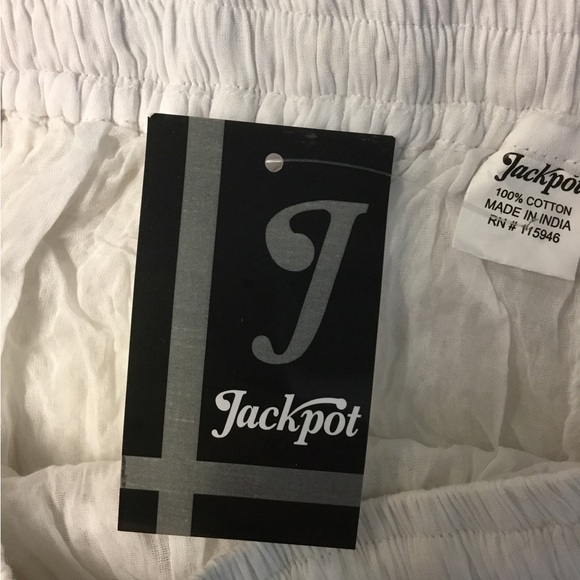 J
Jackpot
Jackpot
100% COTTON
MADE IN INDIA
RN # 115946